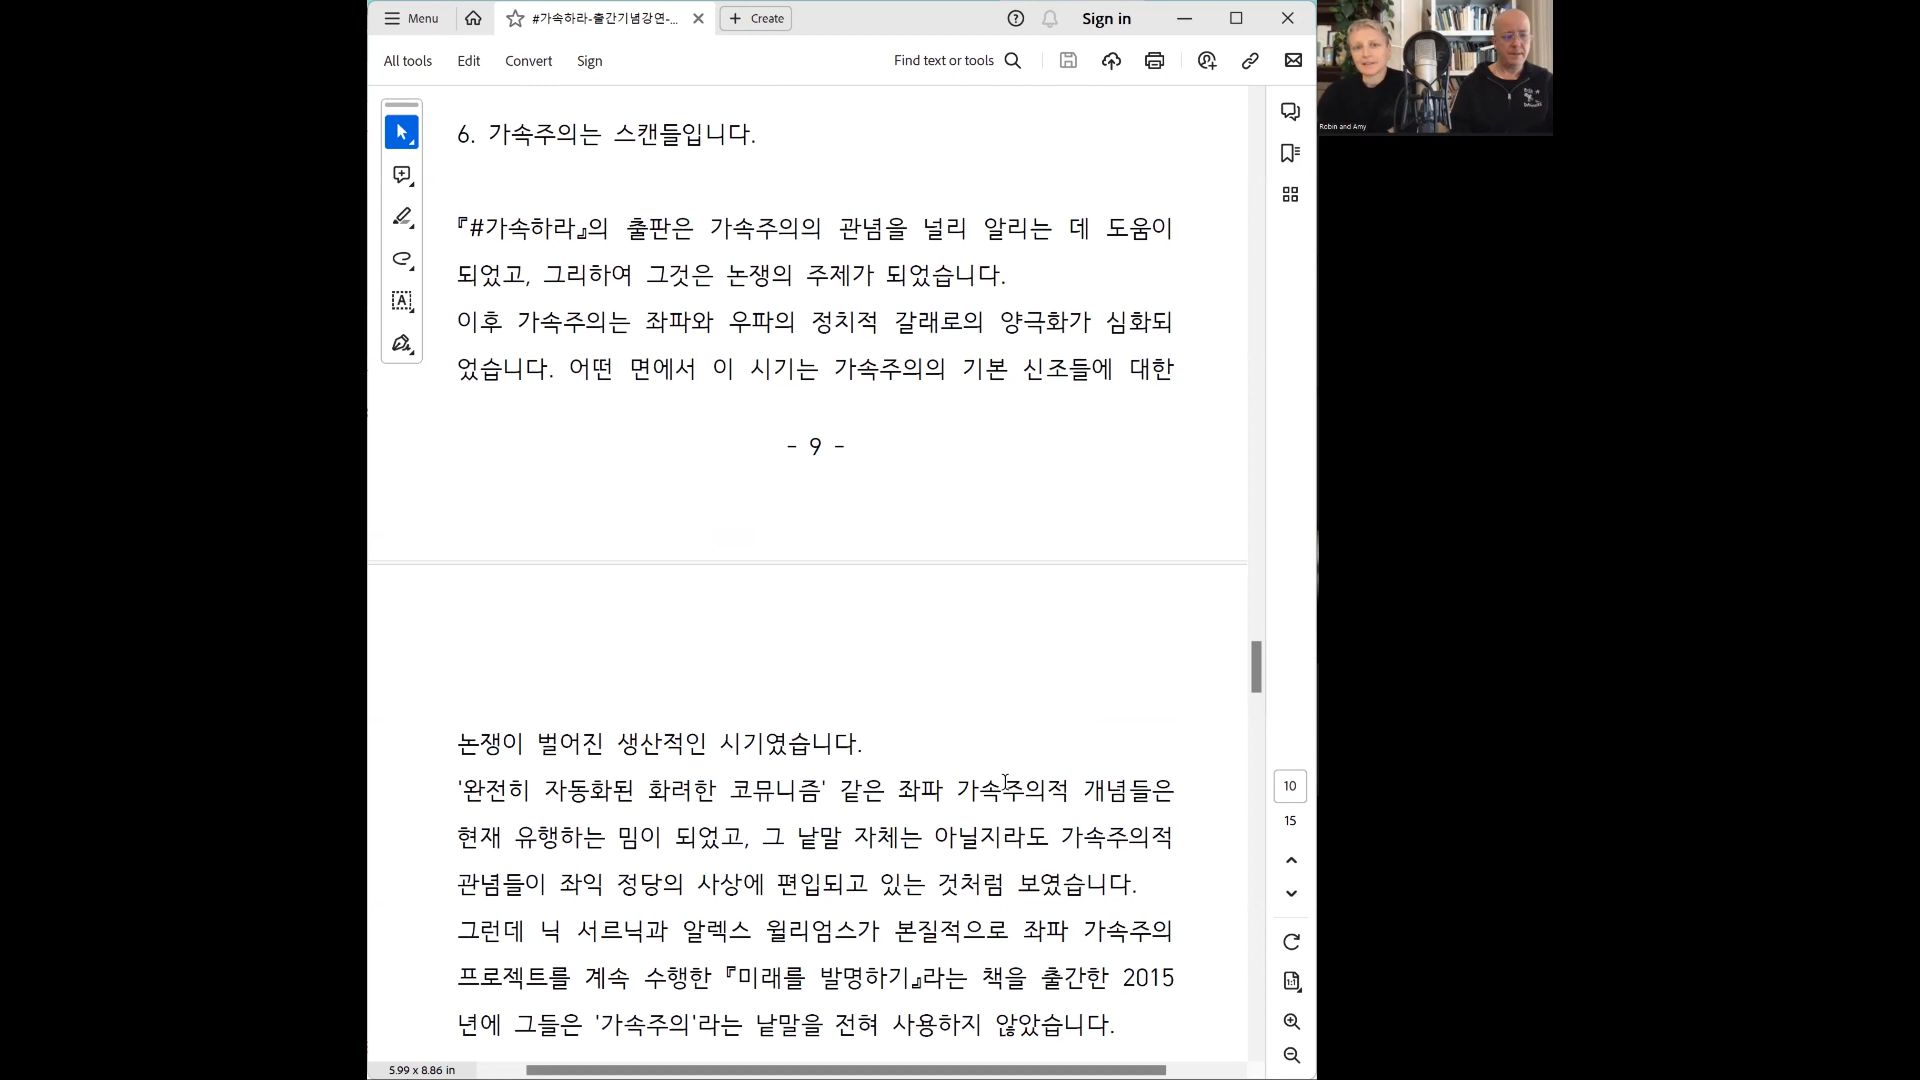 Menu
#가속하라-출간기념강연-...
Create
Sign in
All tools
Edit
Convert
Sign
Find text or tools
Robin and Amy
6. 가속주의는 스캔들입니다.
『#가속하라』의 출판은 가속주의의 관념을 널리 알리는 데 도움이
되었고, 그리하여 그것은 논쟁의 주제가 되었습니다.
이후 가속주의는 좌파와 우파의 정치적 갈래로의 양극화가 심화되
었습니다. 어떤 면에서 이 시기는 가속주의의 기본 신조들에 대한
- 9 -
논쟁이 벌어진 생산적인 시기였습니다.
'완전히 자동화된 화려한 코뮤니즘' 같은 좌파 가속주의적 개념들은
현재 유행하는 밈이 되었고, 그 낱말 자체는 아닐지라도 가속주의적
관념들이 좌익 정당의 사상에 편입되고 있는 것처럼 보였습니다.
그런데 닉 서르닉과 알렉스 윌리엄스가 본질적으로 좌파 가속주의
프로젝트를 계속 수행한 『미래를 발명하기』라는 책을 출간한 2015
년에 그들은 '가속주의'라는 낱말을 전혀 사용하지 않았습니다.
10
15
5.99 x 8.86 in